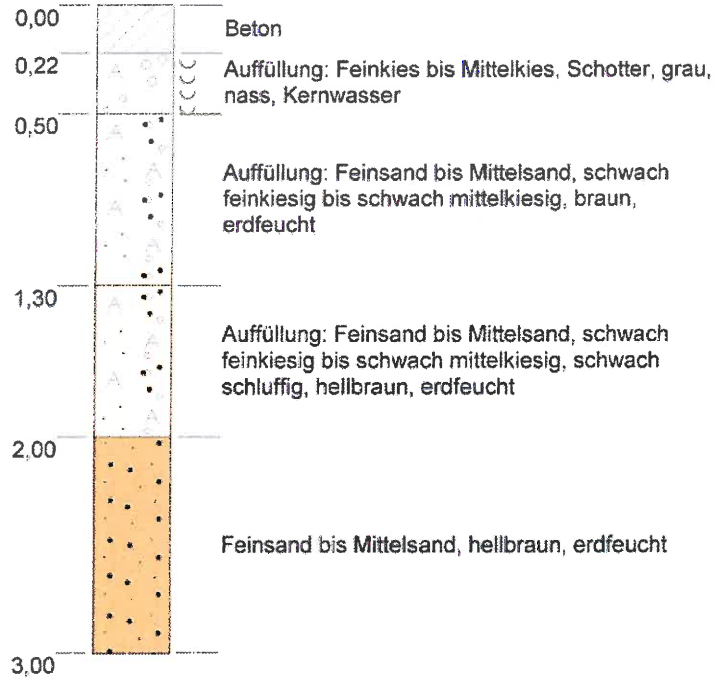 0,00
Beton
0,22
Auffüllung: Feinkies bis Mittelkies, Schotter, grau,
nass, Kernwasser
0,50
Auffüllung: Feinsand bis Mittelsand, schwach
feinkiesig bis schwach mittelkiesig, braun,
erdfeucht
1,30
Auffüllung: Feinsand bis Mittelsand, schwach
feinkiesig bis schwach mittelkiesig, schwach
schluffig, hellbraun, erdfeucht
2,00
Feinsand bis Mittelsand, hellbraun, erdfeucht
3,00